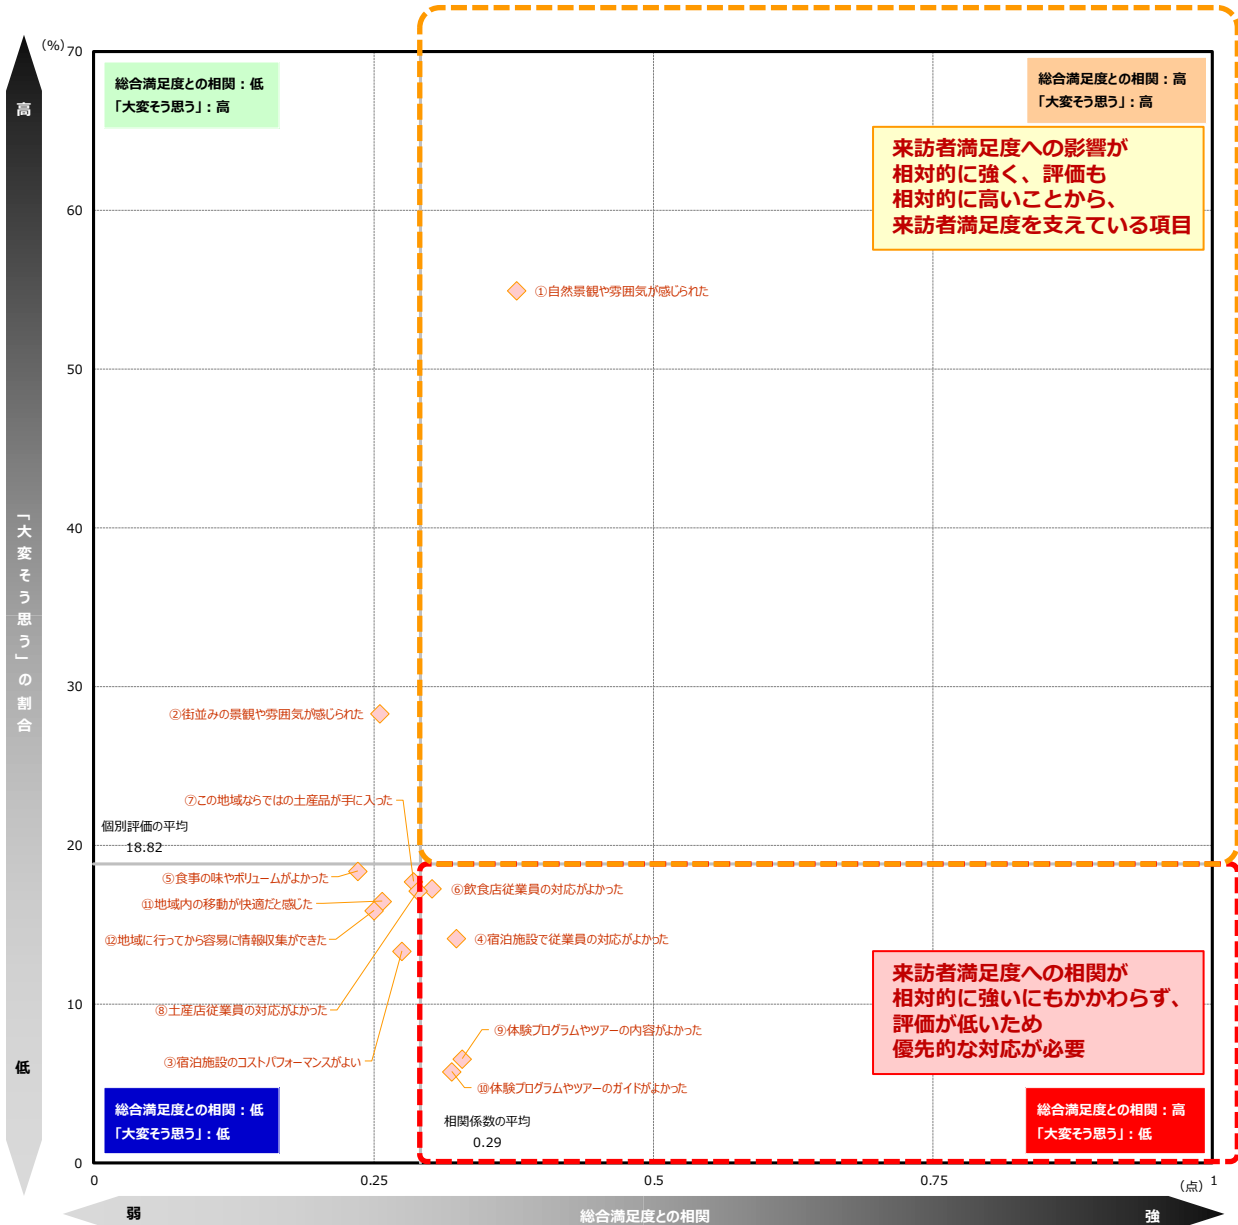 (%)
70
60
50
40
30
20
10
0
高
「大変そう思う」の割合
低
総合満足度との相関：低
「大変そう思う」：高
総合満足度との相関：高
「大変そう思う」：高
来訪者満足度への影響が
相対的に強く、評価も
相対的に高いことから、
来訪者満足度を支えている項目
①自然景観や雰囲気が感じられた
②街並みの景観や雰囲気が感じられた
⑦この地域ならではの土産品が手に入った
個別評価の平均
18.82
⑤食事の味やボリュームがよかった
⑥飲食店従業員の対応がよかった
⑪地域内の移動が快適だと感じた
⑫地域に行ってから容易に情報収集ができた
④宿泊施設で従業員の対応がよかった
⑧土産店従業員の対応がよかった
⑨体験プログラムやツアーの内容がよかった
③宿泊施設のコストパフォーマンスがよい
⑩体験プログラムやツアーのガイドがよかった
来訪者満足度への相関が
相対的に強いにもかかわらず、
評価が低いため
優先的な対応が必要
総合満足度との相関：低
「大変そう思う」：低
相関係数の平均
0.29
総合満足度との相関：高
「大変そう思う」：低
0
0.25
0.5
0.75
(点)
1
弱
総合満足度との相関
強